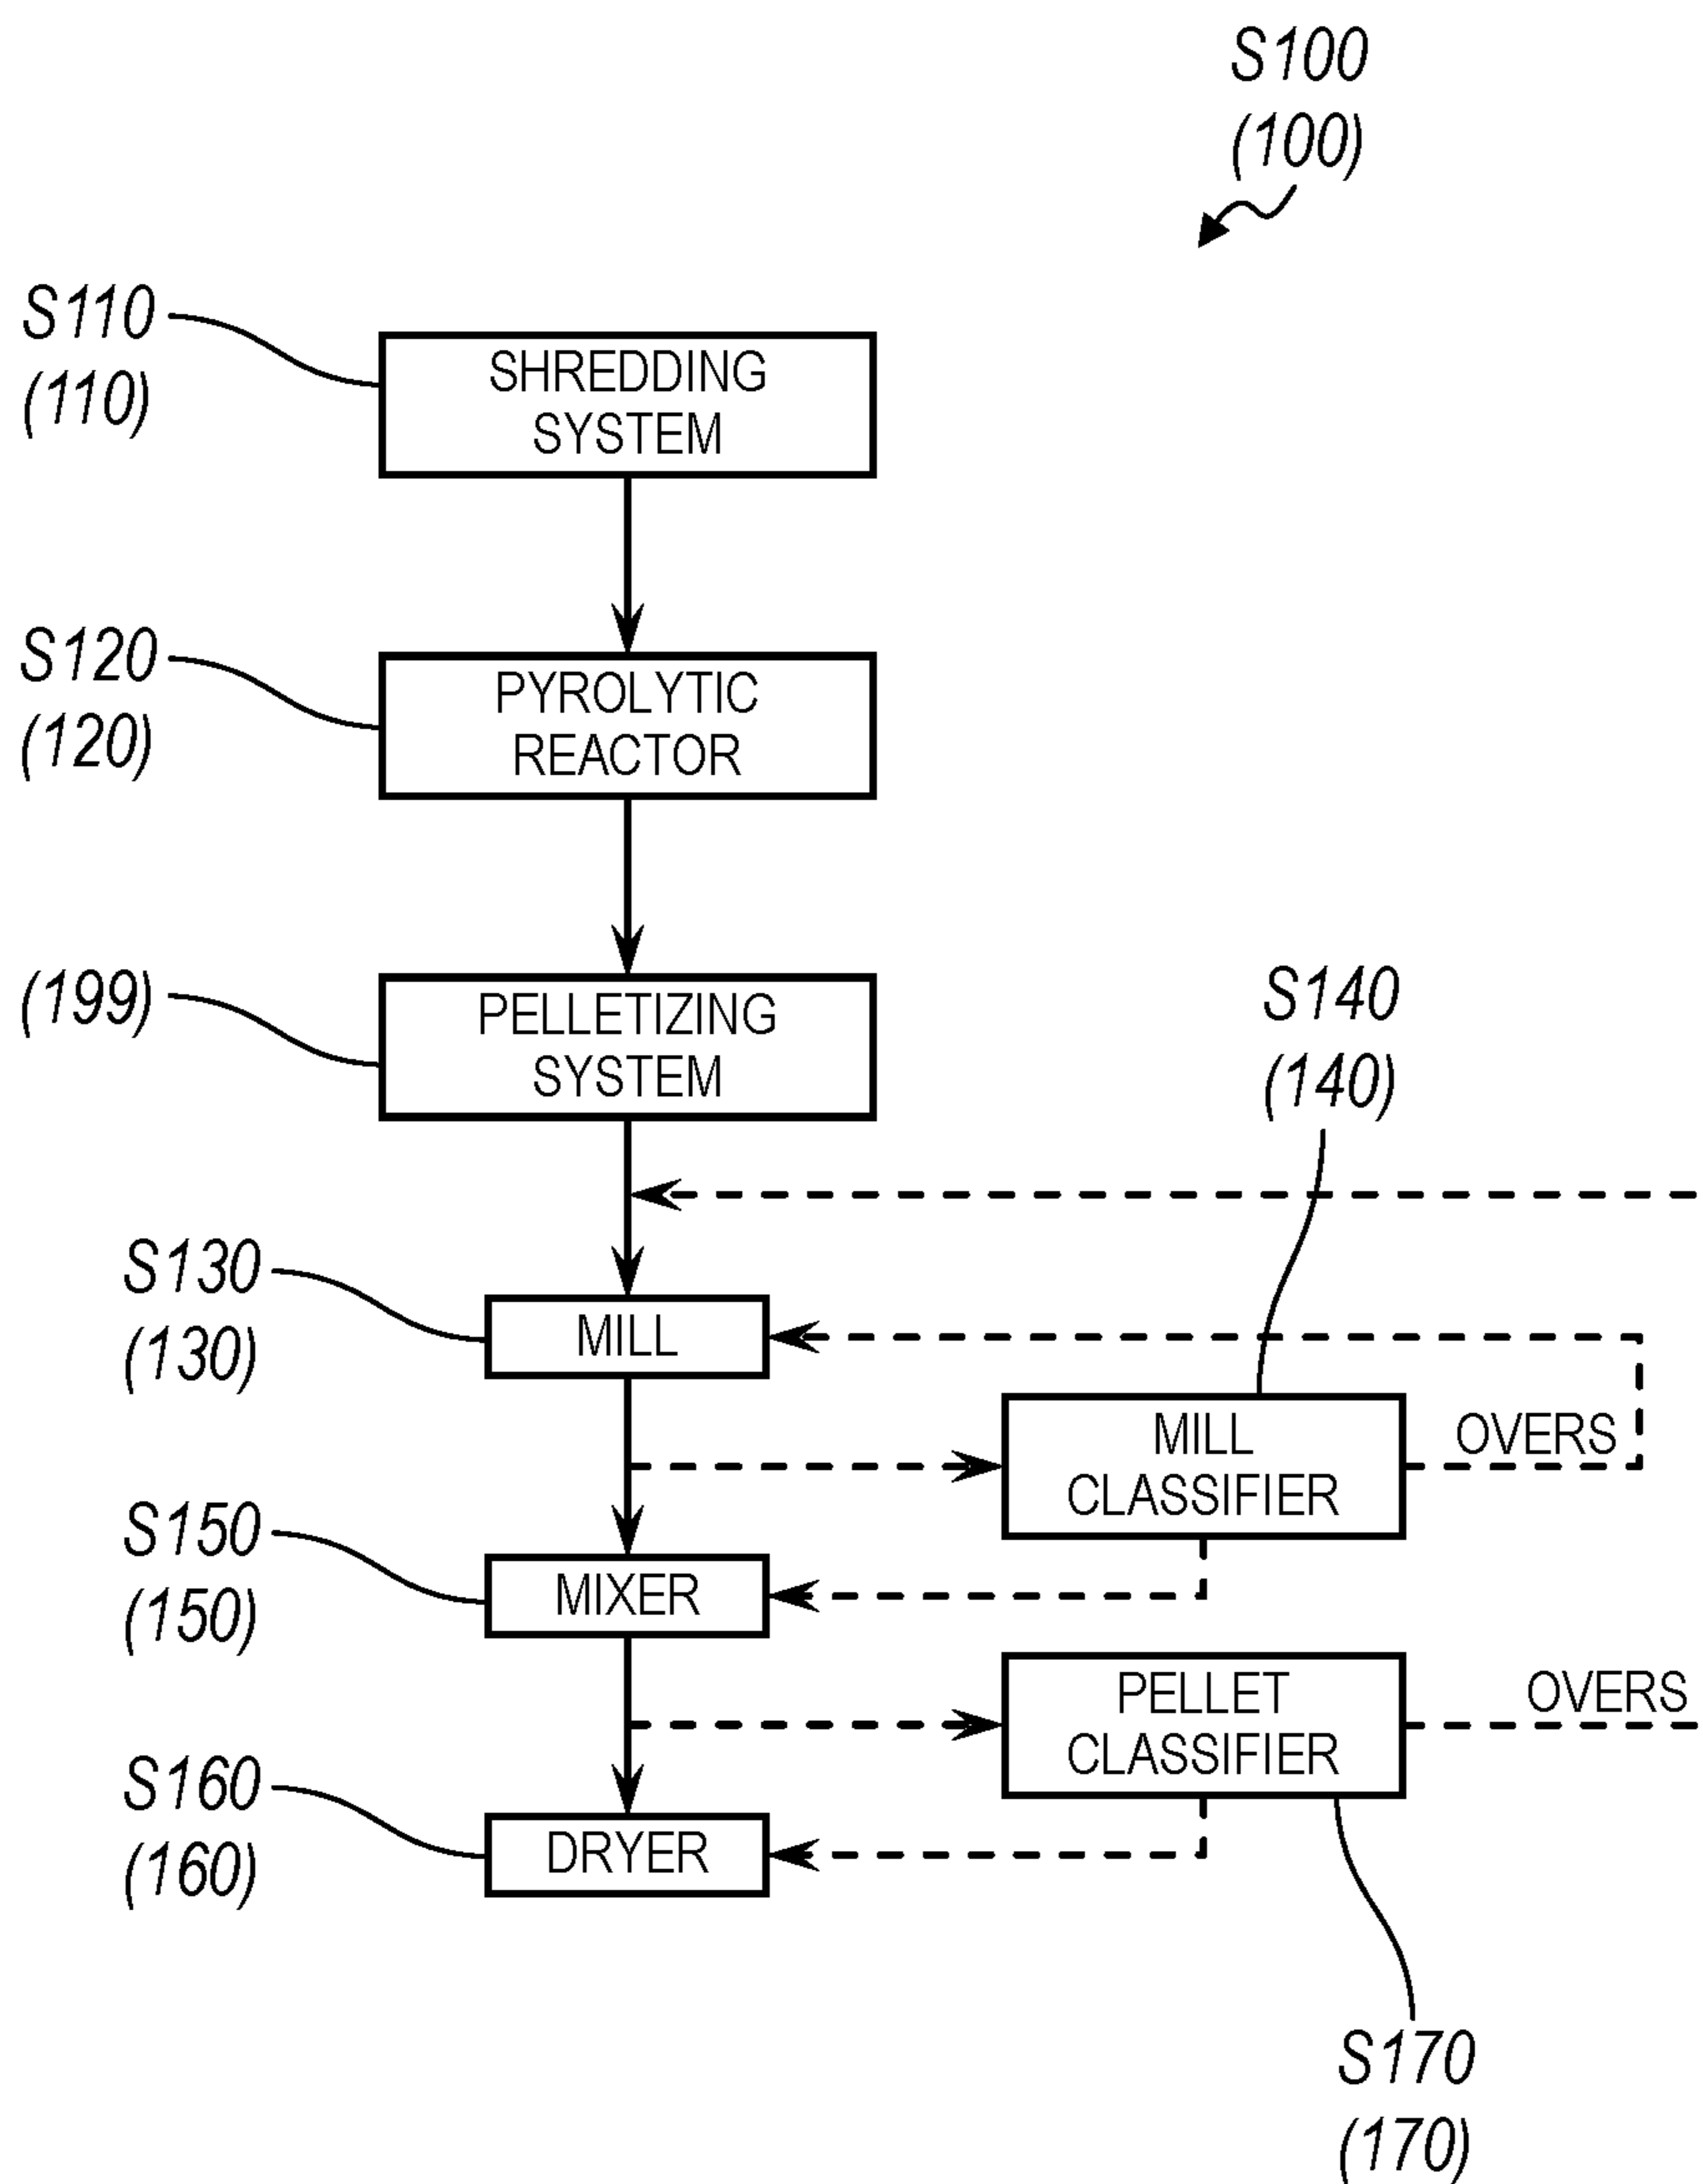 S100
(100)
S110
(110)
SHREDDING
SYSTEM
S120
(120)
PYROLYTIC
REACTOR
(199)
PELLETIZING
SYSTEM
S140
(140)
S130
(130)
MILL
MILL
CLASSIFIER
OVERS
S150
(150)
MIXER
PELLET
CLASSIFIER
OVERS
S160
(160)
DRYER
S170
(170)